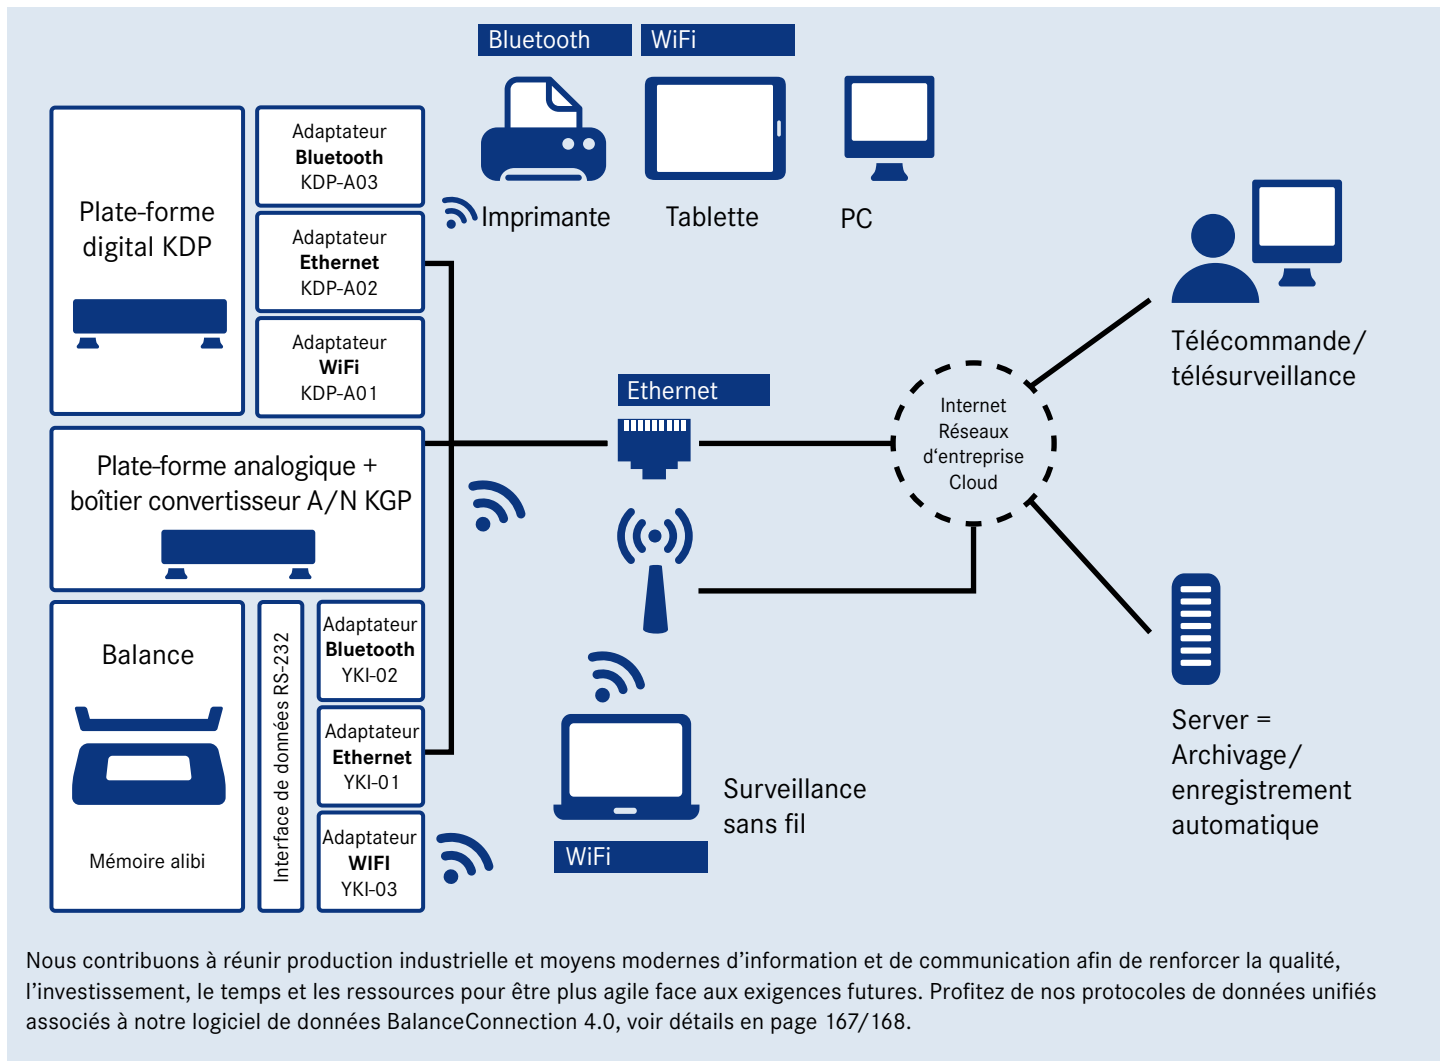 Bluetooth
WiFi
Imprimante
Tablette
PC
Plate-forme
digital KDP
Adaptateur
Bluetooth
KDP-A03
Adaptateur
Ethernet
KDP-A02
Adaptateur
WiFi
KDP-A01
Plate-forme analogique +
boîtier convertisseur A/N KGP
Balance
Mémoire alibi
Interface de données RS-232
Adaptateur
Bluetooth
YKI-02
Adaptateur
Ethernet
YKI-01
Adaptateur
WIFI
YKI-03
Ethernet
Surveillance
sans fil
WiFi
Internet
Réseaux
d‘entreprise
Cloud
Télécommande/
télésurveillance
Server =
Archivage/
enregistrement
automatique
Nous contribuons à réunir production industrielle et moyens modernes d’information et de communication afin de renforcer la qualité,
l’investissement, le temps et les ressources pour être plus agile face aux exigences futures. Profitez de nos protocoles de données unifiés
associés à notre logiciel de données BalanceConnection 4.0, voir détails en page 167/168.